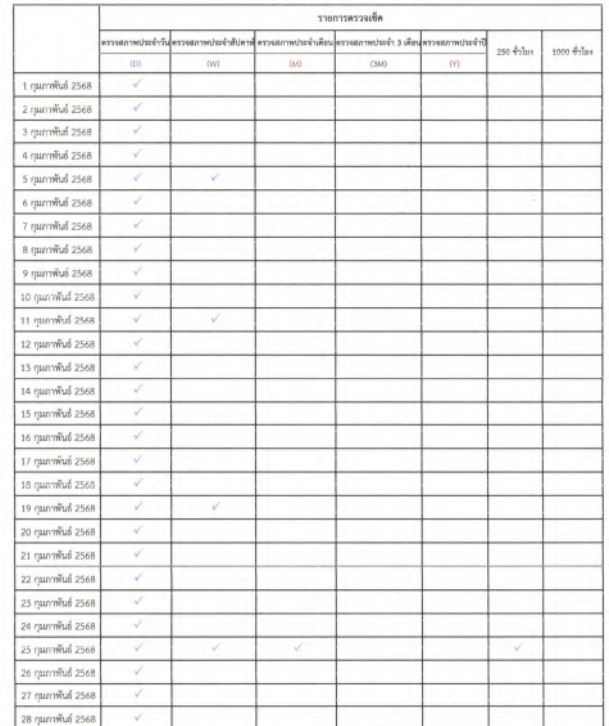 รายการตรวจเช็ค
ตรวจสภาพประจำวัน ตรวจสภาพประจำสัปดาห์ ตรวจสภาพประจำเดือน ตรวจสภาพประจำ 3 เดือน ตรวจสภาพประจำปี 250 ชั่วโมง 1000 ชั่วโมง
(D) (W) (M) (3M) (Y)
1 กุมภาพันธ์ 2568 ✓
2 กุมภาพันธ์ 2568 ✓
3 กุมภาพันธ์ 2568 ✓
4 กุมภาพันธ์ 2568 ✓
5 กุมภาพันธ์ 2568 ✓ ✓
6 กุมภาพันธ์ 2568 ✓
7 กุมภาพันธ์ 2568 ✓
8 กุมภาพันธ์ 2568 ✓
9 กุมภาพันธ์ 2568 ✓
10 กุมภาพันธ์ 2568 ✓
11 กุมภาพันธ์ 2568 ✓ ✓
12 กุมภาพันธ์ 2568 ✓
13 กุมภาพันธ์ 2568 ✓
14 กุมภาพันธ์ 2568 ✓
15 กุมภาพันธ์ 2568 ✓
16 กุมภาพันธ์ 2568 ✓
17 กุมภาพันธ์ 2568 ✓
18 กุมภาพันธ์ 2568 ✓
19 กุมภาพันธ์ 2568 ✓ ✓
20 กุมภาพันธ์ 2568 ✓
21 กุมภาพันธ์ 2568 ✓
22 กุมภาพันธ์ 2568 ✓
23 กุมภาพันธ์ 2568 ✓
24 กุมภาพันธ์ 2568 ✓
25 กุมภาพันธ์ 2568 ✓ ✓ ✓ ✓
26 กุมภาพันธ์ 2568 ✓
27 กุมภาพันธ์ 2568 ✓
28 กุมภาพันธ์ 2568 ✓